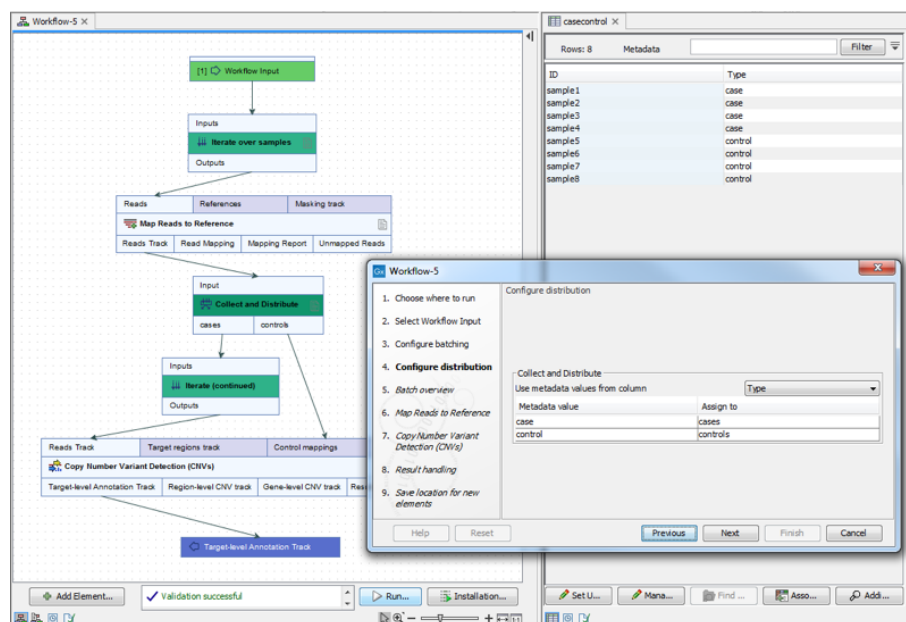 Workflow-5
casecontrol
Rows: 8 Metadata Filter
ID Type
sample1 case
sample2 case
sample3 case
sample4 case
sample5 control
sample6 control
sample7 control
sample8 control
[1] Workflow Input
Inputs
Iterate over samples
Outputs
Reads References Masking track
Map Reads to Reference
Reads Track Read Mapping Mapping Report Unmapped Reads
Input
Collect and Distribute
cases controls
Inputs
Iterate (continued)
Outputs
Reads Track Target regions track Control mappings
Copy Number Variant Detection (CNVs)
Target-level Annotation Track Region-level CNV track Gene-level CNV track
Target-level Annotation Track
Add Element...
Validation successful
Run...
Installation...
Workflow-5
1. Choose where to run
2. Select Workflow Input
3. Configure batching
4. Configure distribution
5. Batch overview
6. Map Reads to Reference
7. Copy Number Variant
Detection (CNVs)
8. Result handling
9. Save location for new
elements
Configure distribution
Collect and Distribute
Use metadata values from column Type
Metadata value Assign to
case cases
control controls
Help Reset Previous Next Finish Cancel
Set U... Mana... Find ... Asso... Addi...